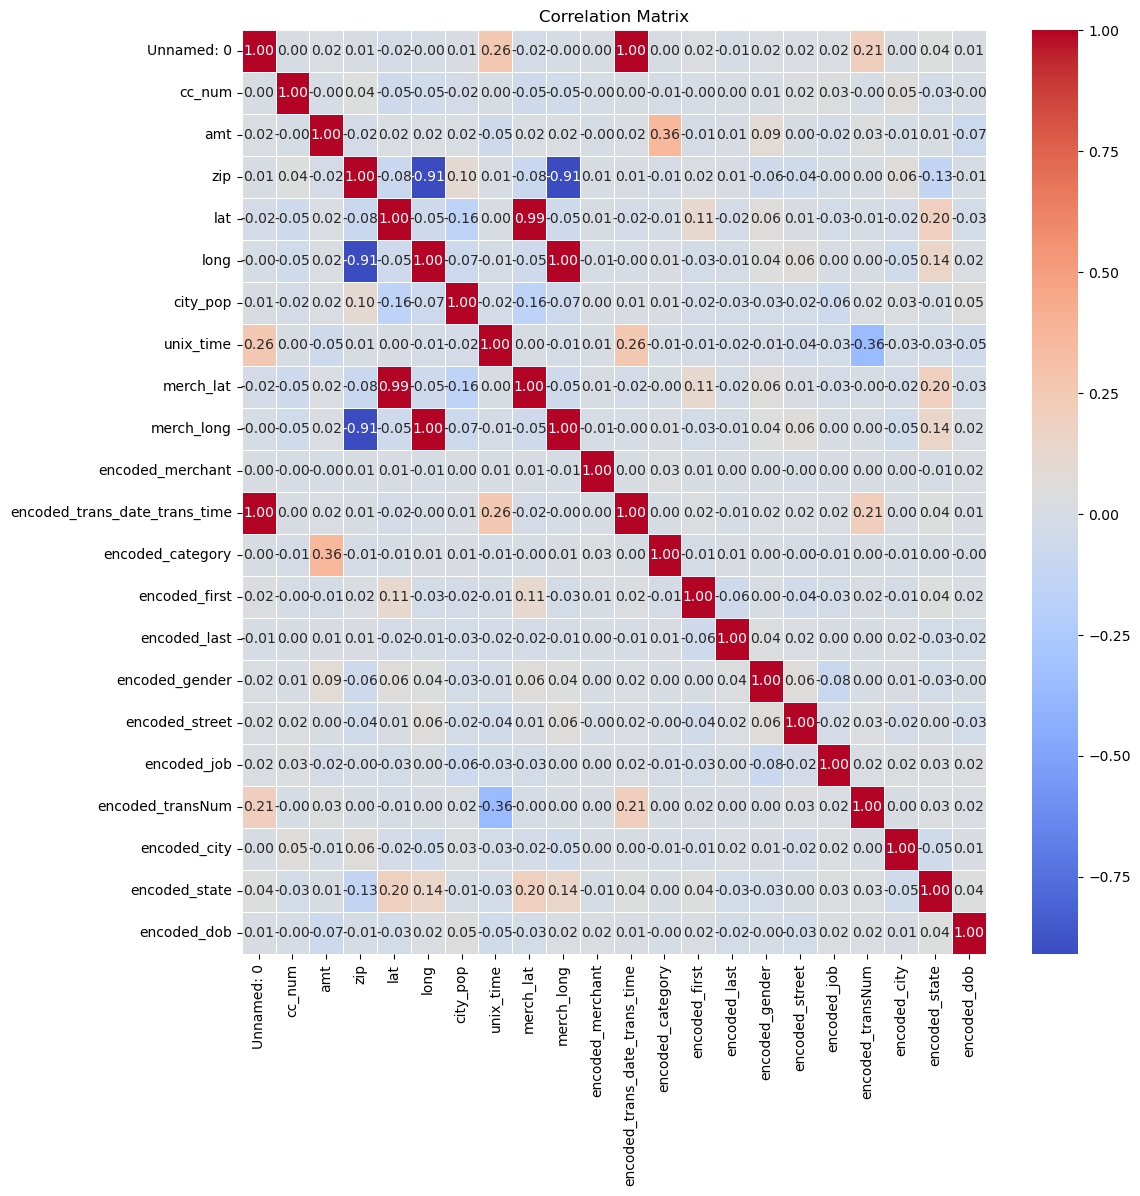 Correlation Matrix
Unnamed: 0 1.00 0.00 0.02 0.01 -0.02 -0.00 0.01 0.26 -0.02 -0.00 0.00 1.00 0.00 0.02 -0.01 0.02 0.02 0.02 0.21 0.00 0.04 0.01
cc_num 0.00 1.00 -0.00 0.04 -0.05 -0.05 -0.02 0.00 -0.05 -0.05 -0.00 0.00 -0.01 -0.00 0.00 0.01 0.02 0.03 -0.00 0.05 -0.03 -0.00
amt 0.02 -0.00 1.00 -0.02 0.02 0.02 0.02 -0.05 0.02 0.02 -0.00 0.02 0.36 -0.01 0.01 0.09 0.00 -0.02 0.03 -0.01 0.01 -0.07
zip 0.01 0.04 -0.02 1.00 -0.08 -0.91 0.10 0.01 -0.08 -0.91 0.01 0.01 -0.01 0.02 0.01 -0.06 -0.04 -0.00 0.00 0.06 -0.13 -0.01
lat -0.02 -0.05 0.02 -0.08 1.00 -0.05 -0.16 0.00 0.99 -0.05 0.01 -0.02 -0.01 0.11 -0.02 0.06 0.01 -0.03 -0.01 -0.02 0.20 -0.03
long -0.00 -0.05 0.02 -0.91 -0.05 1.00 -0.07 -0.01 -0.05 1.00 -0.01 -0.00 0.01 -0.03 -0.01 0.04 0.06 0.00 0.00 -0.05 0.14 0.02
city_pop 0.01 -0.02 0.02 0.10 -0.16 -0.07 1.00 -0.02 -0.16 -0.07 0.00 0.01 0.01 -0.02 -0.03 -0.03 -0.02 -0.06 0.02 0.03 -0.01 0.05
unix_time 0.26 0.00 -0.05 0.01 0.00 -0.01 -0.02 1.00 0.00 -0.01 0.01 0.26 -0.01 -0.01 -0.02 -0.01 -0.04 -0.03 -0.36 -0.03 -0.03 -0.05
merch_lat -0.02 -0.05 0.02 -0.08 0.99 -0.05 -0.16 0.00 1.00 -0.05 0.01 -0.02 -0.00 0.11 -0.02 0.06 0.01 -0.03 -0.00 -0.02 0.20 -0.03
merch_long -0.00 -0.05 0.02 -0.91 -0.05 1.00 -0.07 -0.01 -0.05 1.00 -0.01 -0.00 0.01 -0.03 -0.01 0.04 0.06 0.00 0.00 -0.05 0.14 0.02
encoded_merchant 0.00 -0.00 -0.00 0.01 0.01 -0.01 0.00 0.01 0.01 -0.01 1.00 0.00 0.03 0.01 0.00 0.00 -0.00 0.00 0.00 0.00 -0.01 0.02
encoded_trans_date_trans_time 1.00 0.00 0.02 0.01 -0.02 -0.00 0.01 0.26 -0.02 -0.00 0.00 1.00 0.00 0.02 -0.01 0.02 0.02 0.02 0.21 0.00 0.04 0.01
encoded_category 0.00 -0.01 0.36 -0.01 -0.01 0.01 0.01 -0.01 -0.00 0.01 0.03 0.00 1.00 -0.01 0.01 0.00 -0.00 -0.01 0.00 -0.01 0.00 -0.00
encoded_first 0.02 -0.00 -0.01 0.02 0.11 -0.03 -0.02 -0.01 0.11 -0.03 0.01 0.02 -0.01 1.00 -0.06 0.00 -0.04 -0.03 0.02 -0.01 0.04 0.02
encoded_last -0.01 0.00 0.01 0.01 -0.02 -0.01 -0.03 -0.02 -0.02 -0.01 0.00 -0.01 0.01 -0.06 1.00 0.04 0.02 0.00 0.00 0.02 -0.03 -0.02
encoded_gender 0.02 0.01 0.09 -0.06 0.06 0.04 -0.03 -0.01 0.06 0.04 0.00 0.02 0.00 0.00 0.04 1.00 0.06 -0.08 0.00 0.01 -0.03 -0.00
encoded_street 0.02 0.02 0.00 -0.04 0.01 0.06 -0.02 -0.04 0.01 0.06 -0.00 0.02 -0.00 -0.04 0.02 0.06 1.00 -0.02 0.03 -0.02 0.00 -0.03
encoded_job 0.02 0.03 -0.02 -0.00 -0.03 0.00 -0.06 -0.03 -0.03 0.00 0.00 0.02 -0.01 -0.03 0.00 -0.08 -0.02 1.00 0.02 0.02 0.03 0.02
encoded_transNum 0.21 -0.00 0.03 0.00 -0.01 0.00 0.02 -0.36 -0.00 0.00 0.00 0.21 0.00 0.02 0.00 0.00 0.03 0.02 1.00 0.00 0.03 0.02
encoded_city 0.00 0.05 -0.01 0.06 -0.02 -0.05 0.03 -0.03 -0.02 -0.05 0.00 0.00 -0.01 -0.01 0.02 0.01 -0.02 0.02 0.00 1.00 -0.05 0.01
encoded_state 0.04 -0.03 0.01 -0.13 0.20 0.14 -0.01 -0.03 0.20 0.14 -0.01 0.04 0.00 0.04 -0.03 -0.03 0.00 0.03 0.03 -0.05 1.00 0.04
encoded_dob 0.01 -0.00 -0.07 -0.01 -0.03 0.02 0.05 -0.05 -0.03 0.02 0.02 0.01 -0.00 0.02 -0.02 -0.00 -0.03 0.02 0.02 0.01 0.04 1.00
Unnamed: 0
cc_num
amt
zip
lat
long
city_pop
unix_time
merch_lat
merch_long
encoded_merchant
encoded_trans_date_trans_time
encoded_category
encoded_first
encoded_last
encoded_gender
encoded_street
encoded_job
encoded_transNum
encoded_city
encoded_state
encoded_dob
1.00
0.75
0.50
0.25
0.00
−0.25
−0.50
−0.75